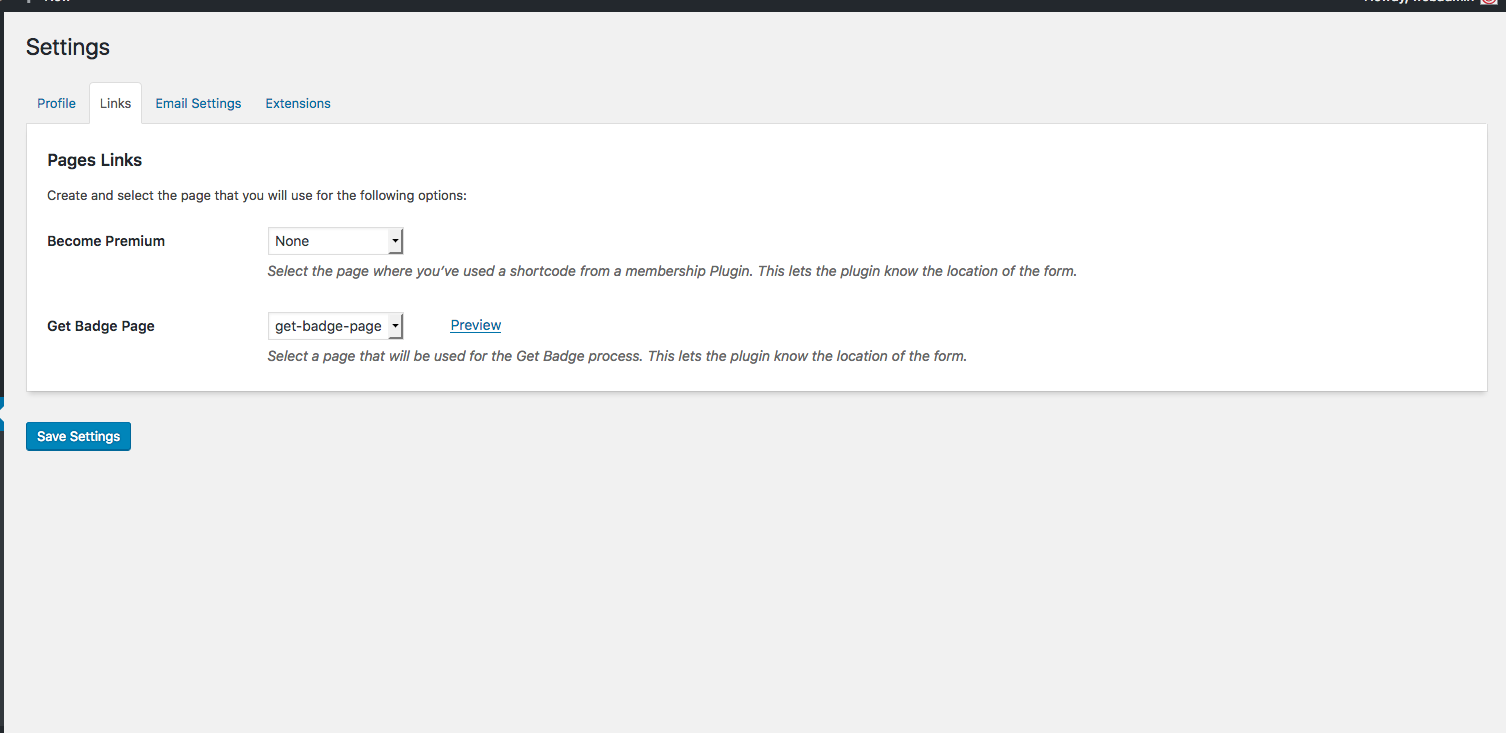 Settings
Profile Links Email Settings Extensions
Pages Links
Create and select the page that you will use for the following options:
Become Premium None
Select the page where you've used a shortcode from a membership Plugin. This lets the plugin know the location of the form.
Get Badge Page get-badge-page Preview
Select a page that will be used for the Get Badge process. This lets the plugin know the location of the form.
Save Settings